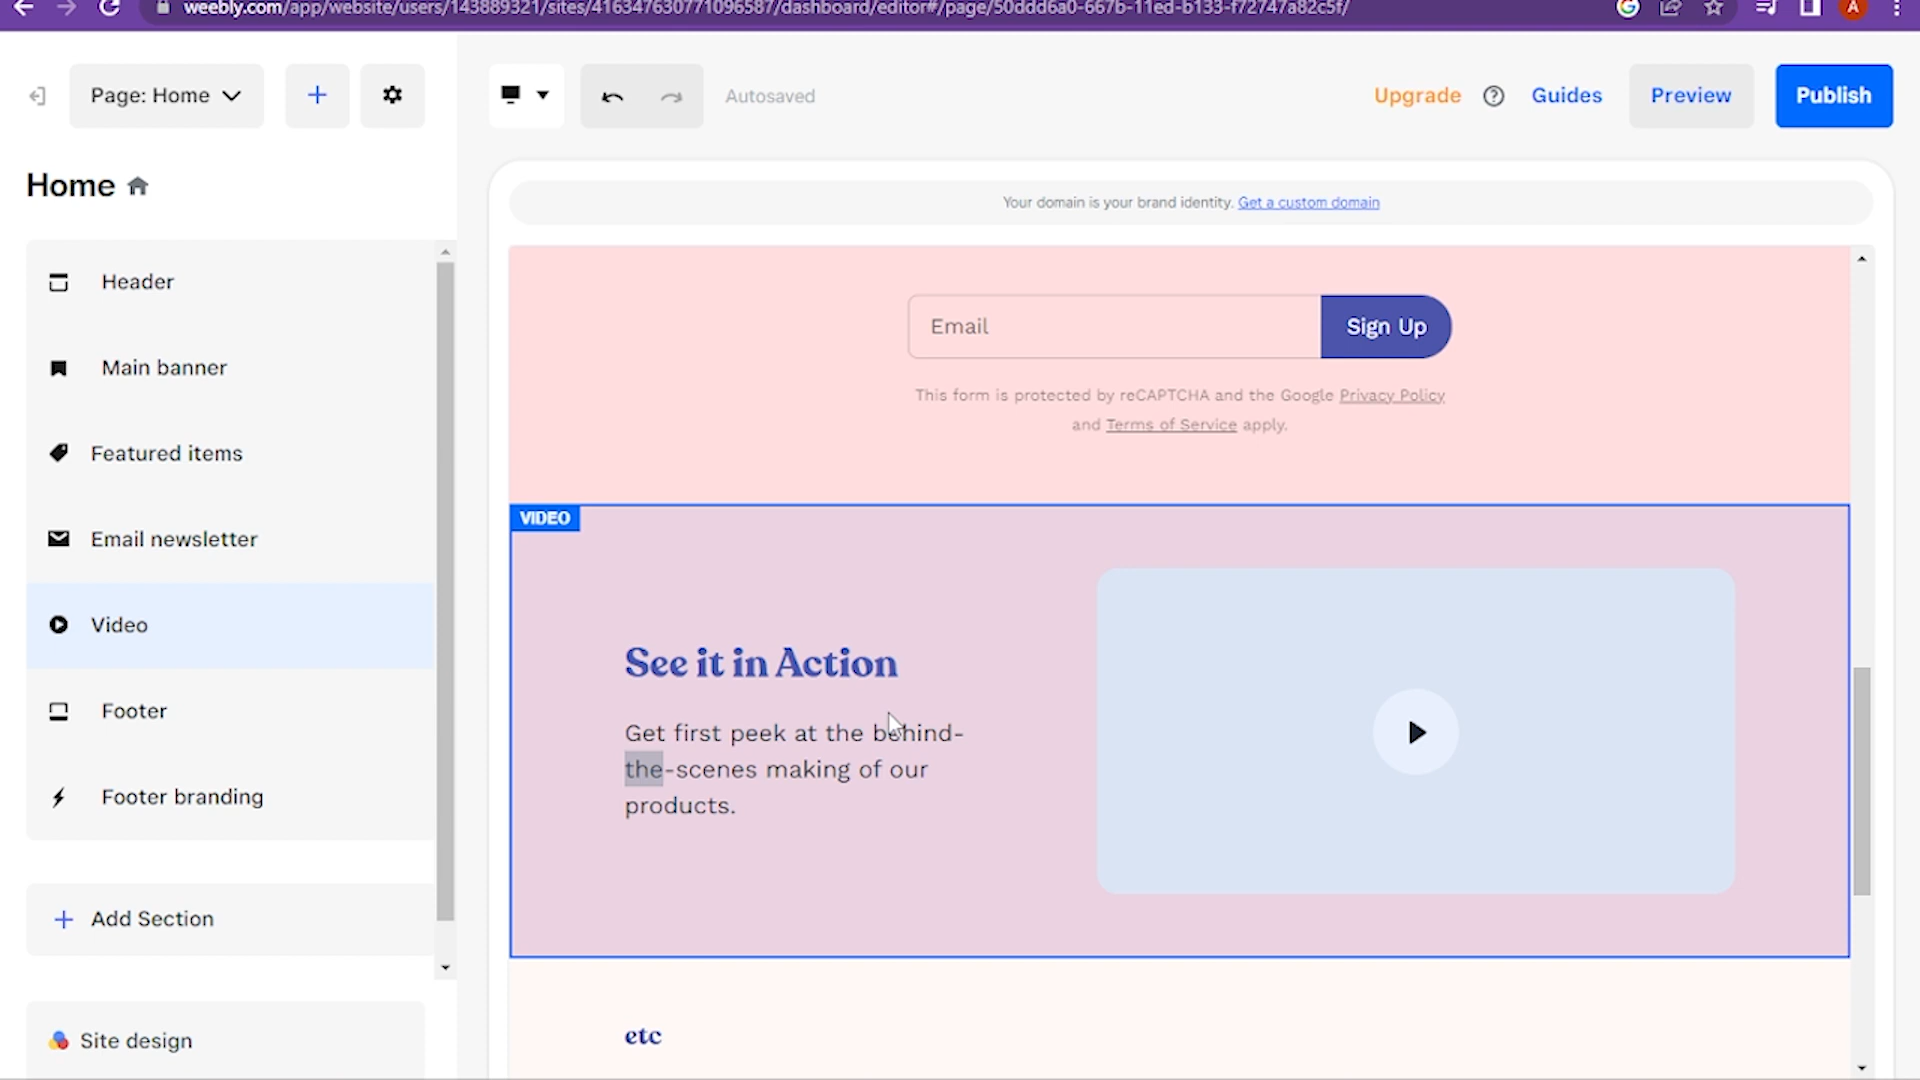 weebly.com/app/website/users/143889321/sites/416347630771096587/dashboard/editor#/page/50ddd6a0-667b-11ed-b133-f72747a82c5f/
A
Page: Home
Autosaved
Upgrade
Guides
Preview
Publish
Home
Your domain is your brand identity. Get a custom domain
Header
Main banner
Featured items
Email newsletter
Video
Footer
Footer branding
Add Section
Site design
Email
Sign Up
This form is protected by reCAPTCHA and the Google Privacy Policy
and Terms of Service apply.
VIDEO
See it in Action
Get first peek at the behind-
the-scenes making of our
products.
etc